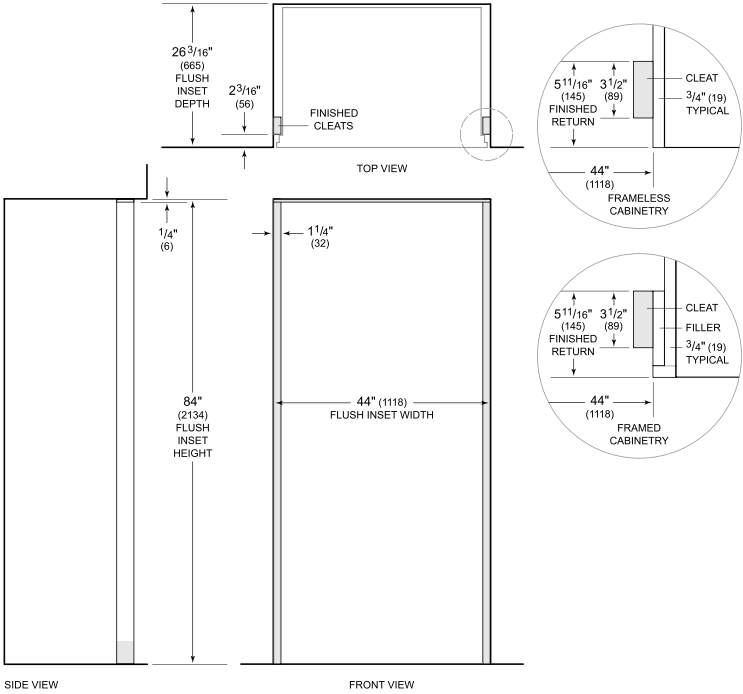 26 3/16"
(665)
FLUSH
INSET
DEPTH
2 3/16"
(56)
FINISHED
CLEATS
TOP VIEW
5 11/16"
(145)
FINISHED
RETURN
3 1/2"
(89)
CLEAT
3/4" (19)
TYPICAL
44"
(1118)
FRAMELESS
CABINETRY
1/4"
(6)
1 1/4"
(32)
5 11/16"
(145)
FINISHED
RETURN
3 1/2"
(89)
CLEAT
FILLER
3/4" (19)
TYPICAL
44"
(1118)
FRAMED
CABINETRY
84"
(2134)
FLUSH
INSET
HEIGHT
44" (1118)
FLUSH INSET WIDTH
SIDE VIEW
FRONT VIEW